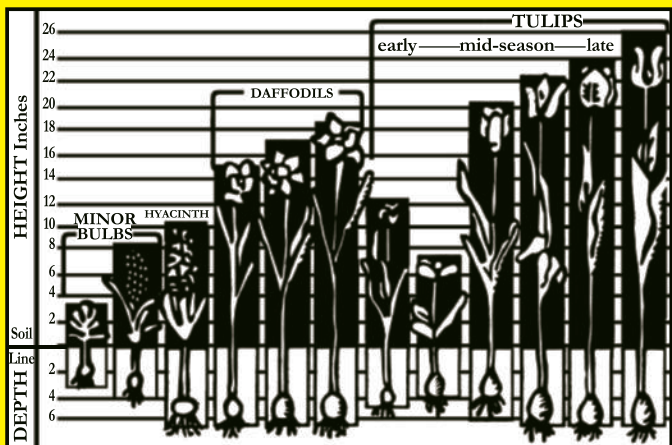 TULIPS
26
early mid-season late
24
22
DAFFODILS
20
18
16
14
12
HYACINTH
MINOR
BULBS
10
8
6
4
2
HEIGHT Inches
Soil
Line
2
4
6
DEPTH